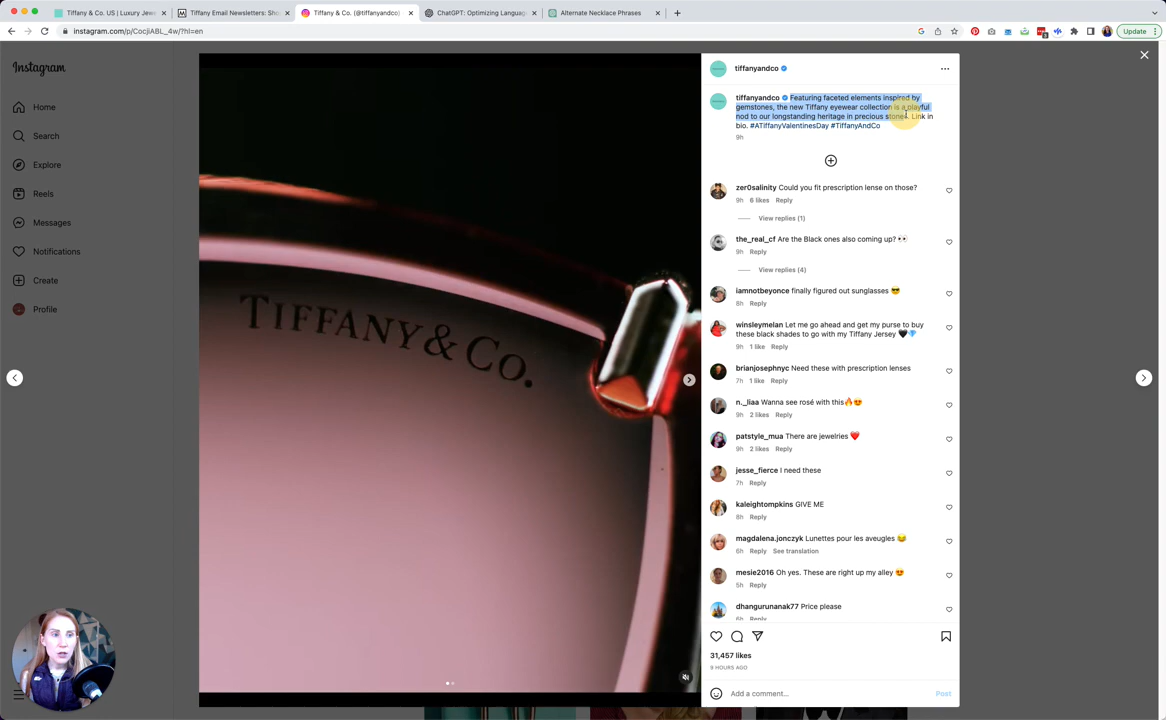 Tiffany & Co. US | Luxury Jewe
Tiffany Email Newsletters: Sho
Tiffany & Co. (@tiffanyandco)
ChatGPT: Optimizing Languag
Alternate Necklace Phrases
instagram.com/p/CocjiABL_4w/?hl=en
Update
Instagram
Home
Search
Explore
Reels
Messages
Notifications
Create
Profile
TIFFANY & CO.
tiffanyandco
tiffanyandco Featuring faceted elements inspired by
gemstones, the new Tiffany eyewear collection is a playful
nod to our longstanding heritage in precious stones. Link in
bio. #ATiffanyValentinesDay #TiffanyAndCo
9h
zer0salinity Could you fit prescription lense on those?
9h 6 likes Reply
View replies (1)
the_real_cf Are the Black ones also coming up? 👀
9h Reply
View replies (4)
iamnotbeyonce finally figured out sunglasses 😎
8h Reply
winsleymelan Let me go ahead and get my purse to buy
these black shades to go with my Tiffany Jersey 🖤💎
9h 1 like Reply
brianjosephnyc Need these with prescription lenses
7h 1 like Reply
n._liaa Wanna see rosé with this🔥😍
9h 2 likes Reply
patstyle_mua There are jewelries ❤️
9h 2 likes Reply
jesse_fierce I need these
7h Reply
kaleightompkins GIVE ME
8h Reply
magdalena.jonczyk Lunettes pour les aveugles 😂
6h Reply See translation
mesie2016 Oh yes. These are right up my alley 😍
5h Reply
dhangurunanak77 Price please
6h Reply
31,457 likes
9 HOURS AGO
Add a comment...
Post